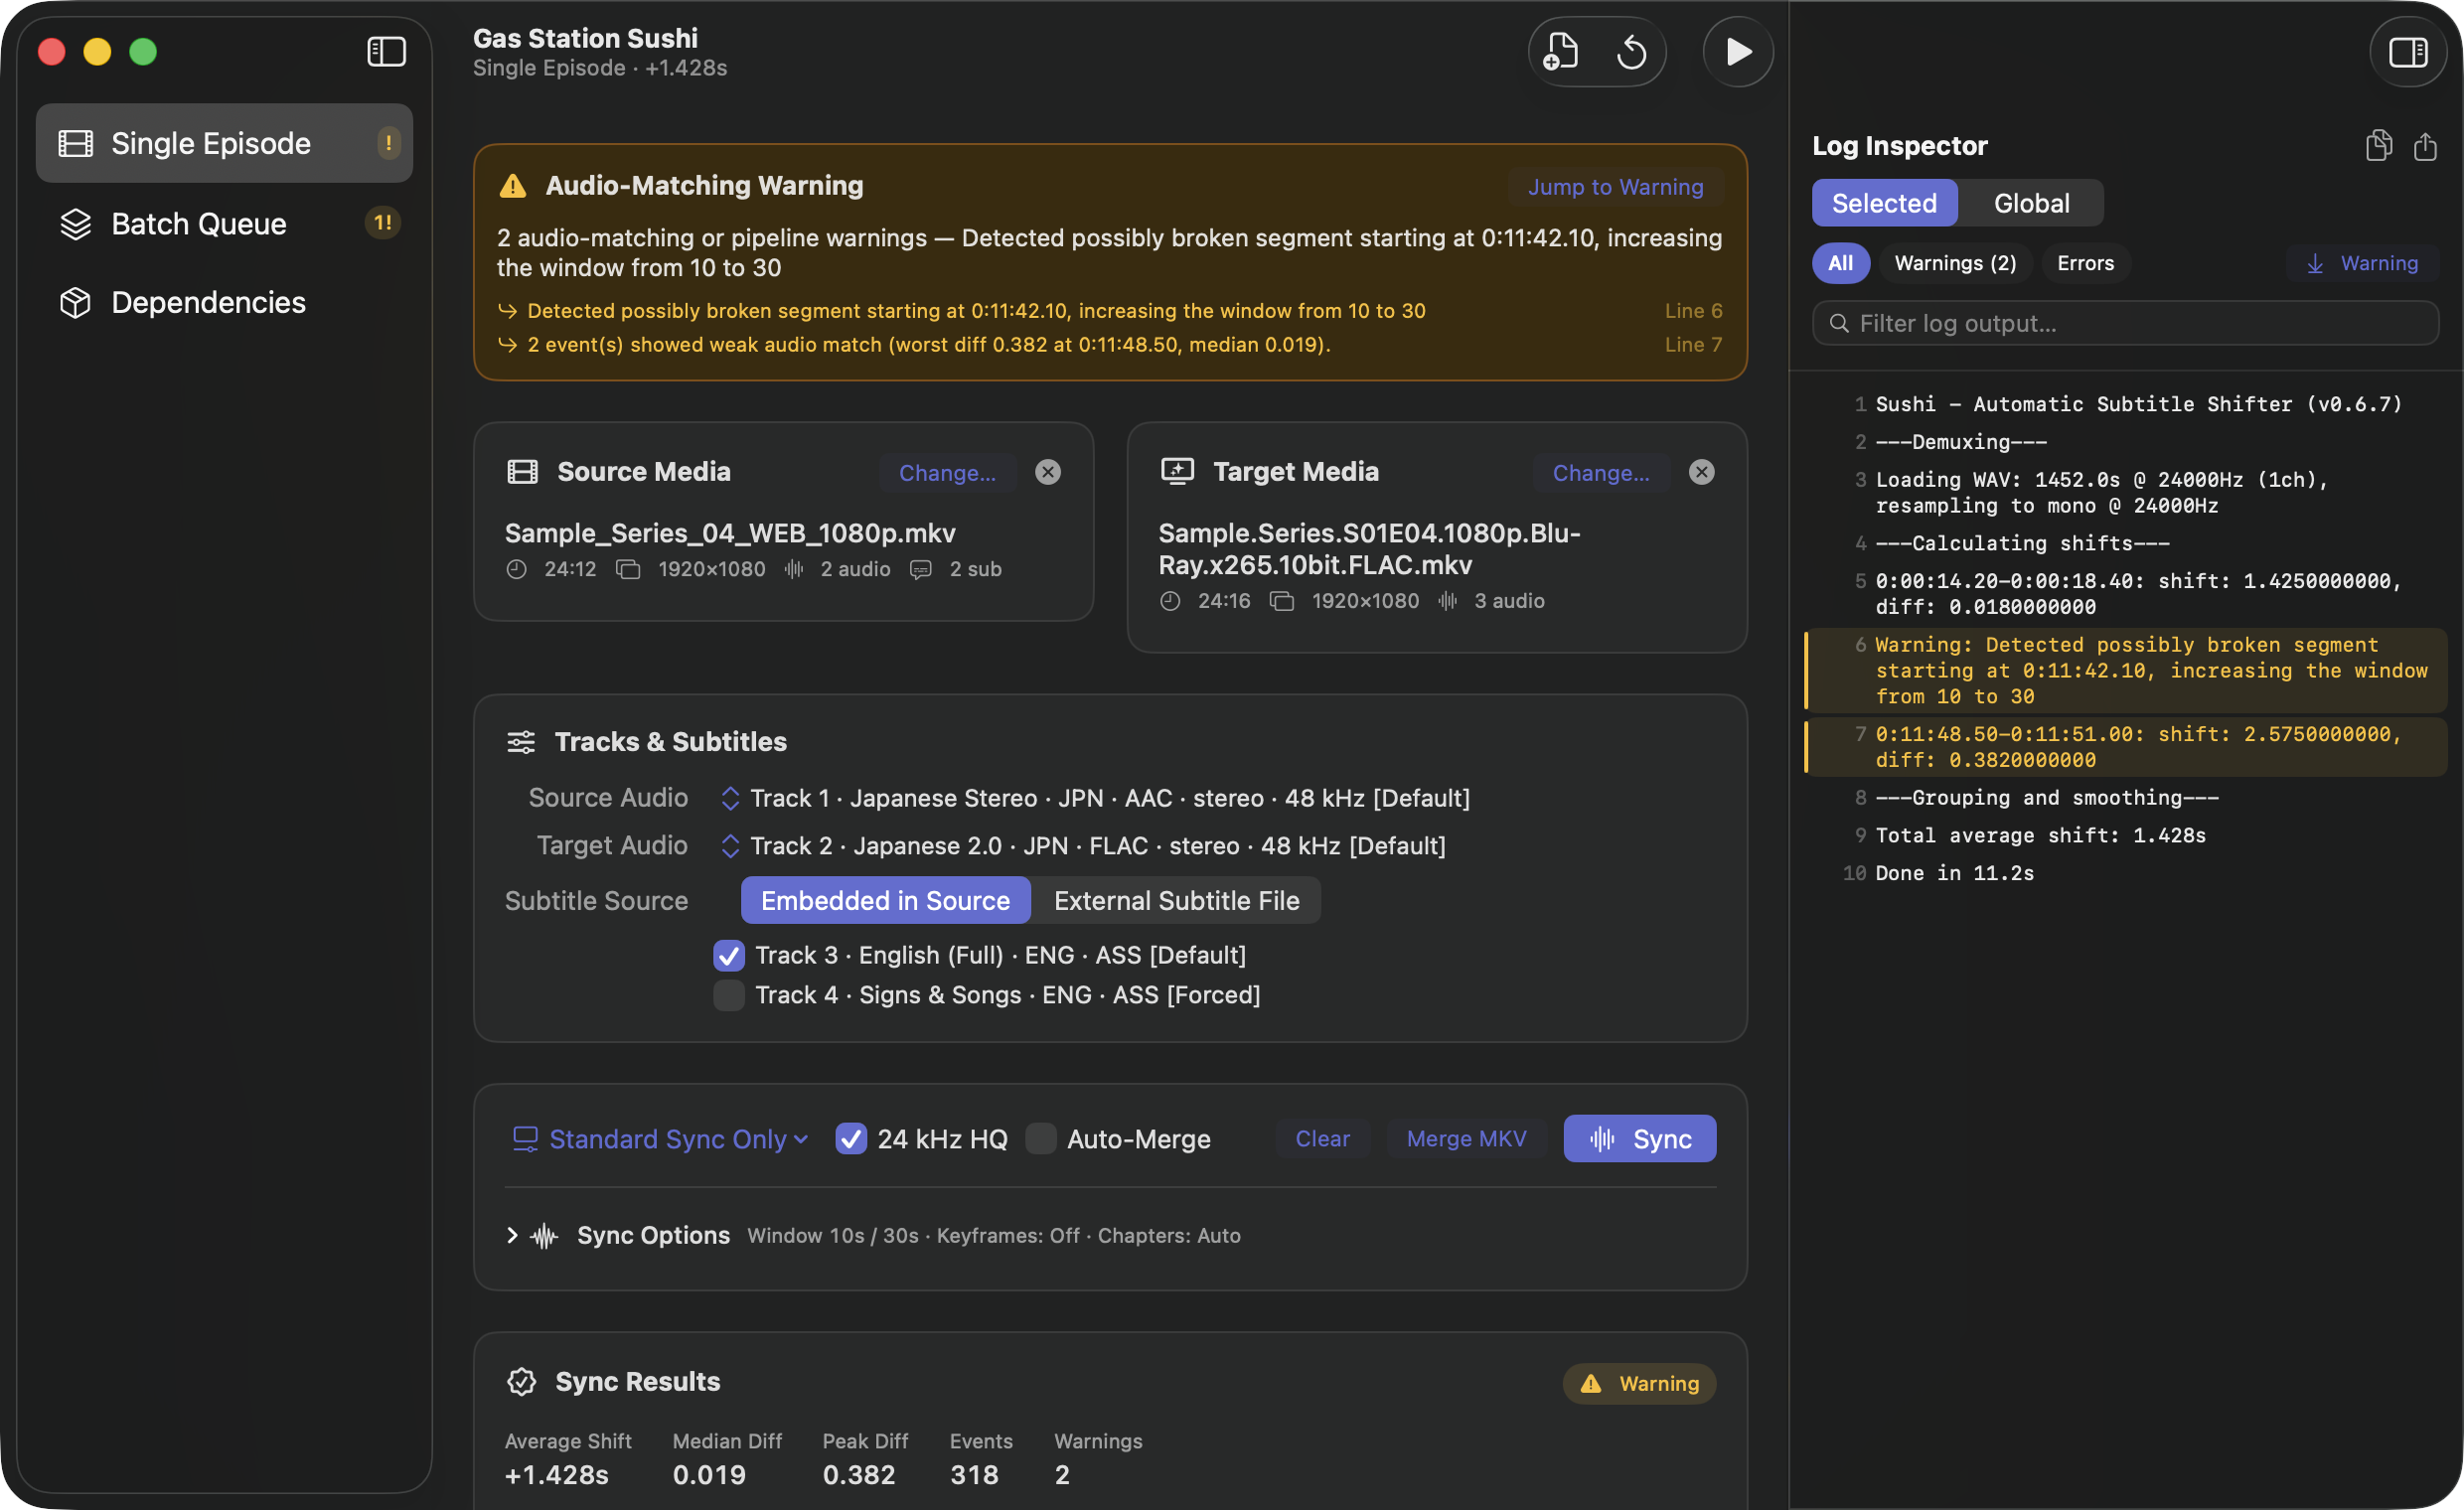 Single Episode !
Batch Queue 1!
Dependencies
Gas Station Sushi
Single Episode · +1.428s
Audio-Matching Warning
Jump to Warning
2 audio-matching or pipeline warnings — Detected possibly broken segment starting at 0:11:42.10, increasing
the window from 10 to 30
Detected possibly broken segment starting at 0:11:42.10, increasing the window from 10 to 30 Line 6
2 event(s) showed weak audio match (worst diff 0.382 at 0:11:48.50, median 0.019). Line 7
Source Media Change...
Sample_Series_04_WEB_1080p.mkv
24:12 1920×1080 2 audio 2 sub
Target Media Change...
Sample.Series.S01E04.1080p.Blu-
Ray.x265.10bit.FLAC.mkv
24:16 1920×1080 3 audio
Tracks & Subtitles
Source Audio Track 1 · Japanese Stereo · JPN · AAC · stereo · 48 kHz [Default]
Target Audio Track 2 · Japanese 2.0 · JPN · FLAC · stereo · 48 kHz [Default]
Subtitle Source Embedded in Source External Subtitle File
Track 3 · English (Full) · ENG · ASS [Default]
Track 4 · Signs & Songs · ENG · ASS [Forced]
Standard Sync Only 24 kHz HQ Auto-Merge Clear Merge MKV Sync
Sync Options Window 10s / 30s · Keyframes: Off · Chapters: Auto
Sync Results Warning
Average Shift Median Diff Peak Diff Events Warnings
+1.428s 0.019 0.382 318 2
Log Inspector
Selected Global
All Warnings (2) Errors Warning
Filter log output...
1 Sushi - Automatic Subtitle Shifter (v0.6.7)
2 ---Demuxing---
3 Loading WAV: 1452.0s @ 24000Hz (1ch),
resampling to mono @ 24000Hz
4 ---Calculating shifts---
5 0:00:14.20-0:00:18.40: shift: 1.4250000000,
diff: 0.0180000000
6 Warning: Detected possibly broken segment
starting at 0:11:42.10, increasing the window
from 10 to 30
7 0:11:48.50-0:11:51.00: shift: 2.5750000000,
diff: 0.3820000000
8 ---Grouping and smoothing---
9 Total average shift: 1.428s
10 Done in 11.2s